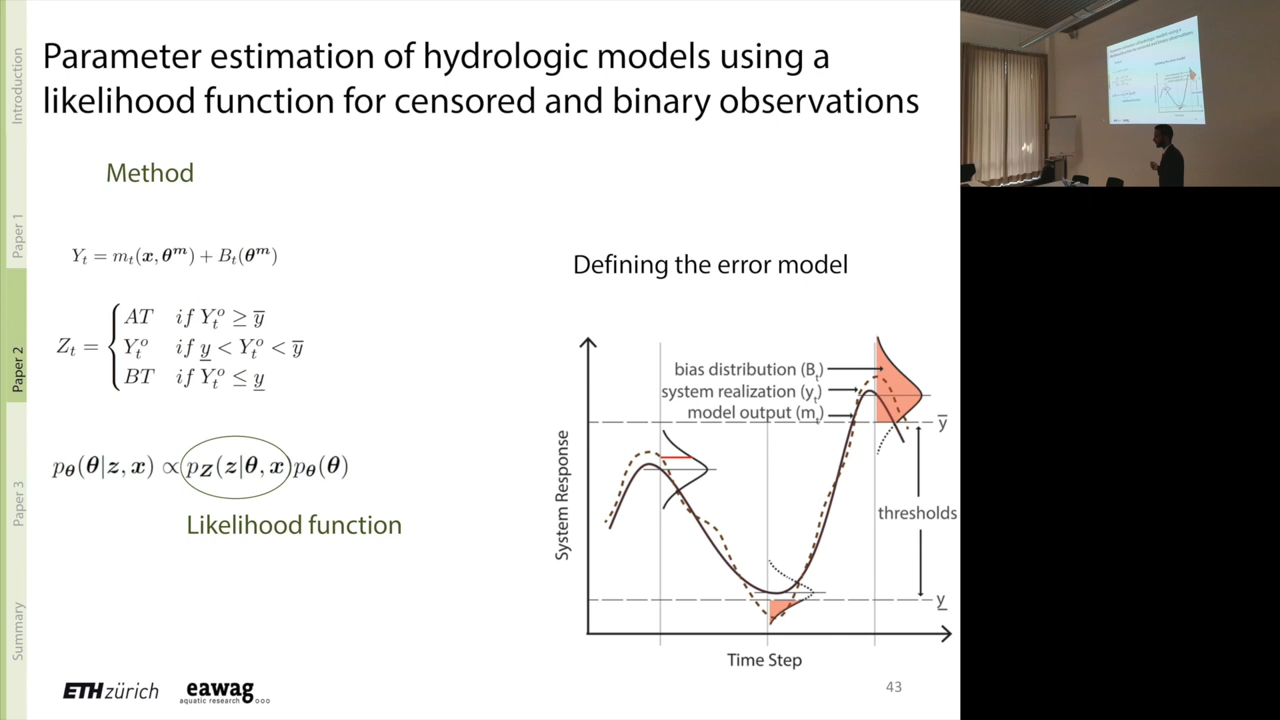 Parameter estimation of hydrologic models using a
likelihood function for censored and binary observations
Introduction
Paper 1
Paper 2
Paper 3
Summary
Method
Y_t = m_t(x, θ^m) + B_t(θ^m)
Z_t = { AT if Y_t^o ≥ y̅
Y_t^o if y̲ < Y_t^o < y̅
BT if Y_t^o ≤ y̲
p_θ(θ|z, x) ∝ p_Z(z|θ, x)p_θ(θ)
Likelihood function
Defining the error model
bias distribution (B_t)
system realization (y_t)
model output (m_t)
y̅
thresholds
y̲
System Response
Time Step
ETH zürich
eawag
aquatic research ooo
43